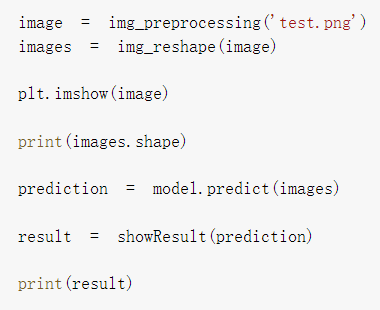 image = img_preprocessing('test.png')
images = img_reshape(image)
plt.imshow(image)
print(images.shape)
prediction = model.predict(images)
result = showResult(prediction)
print(result)